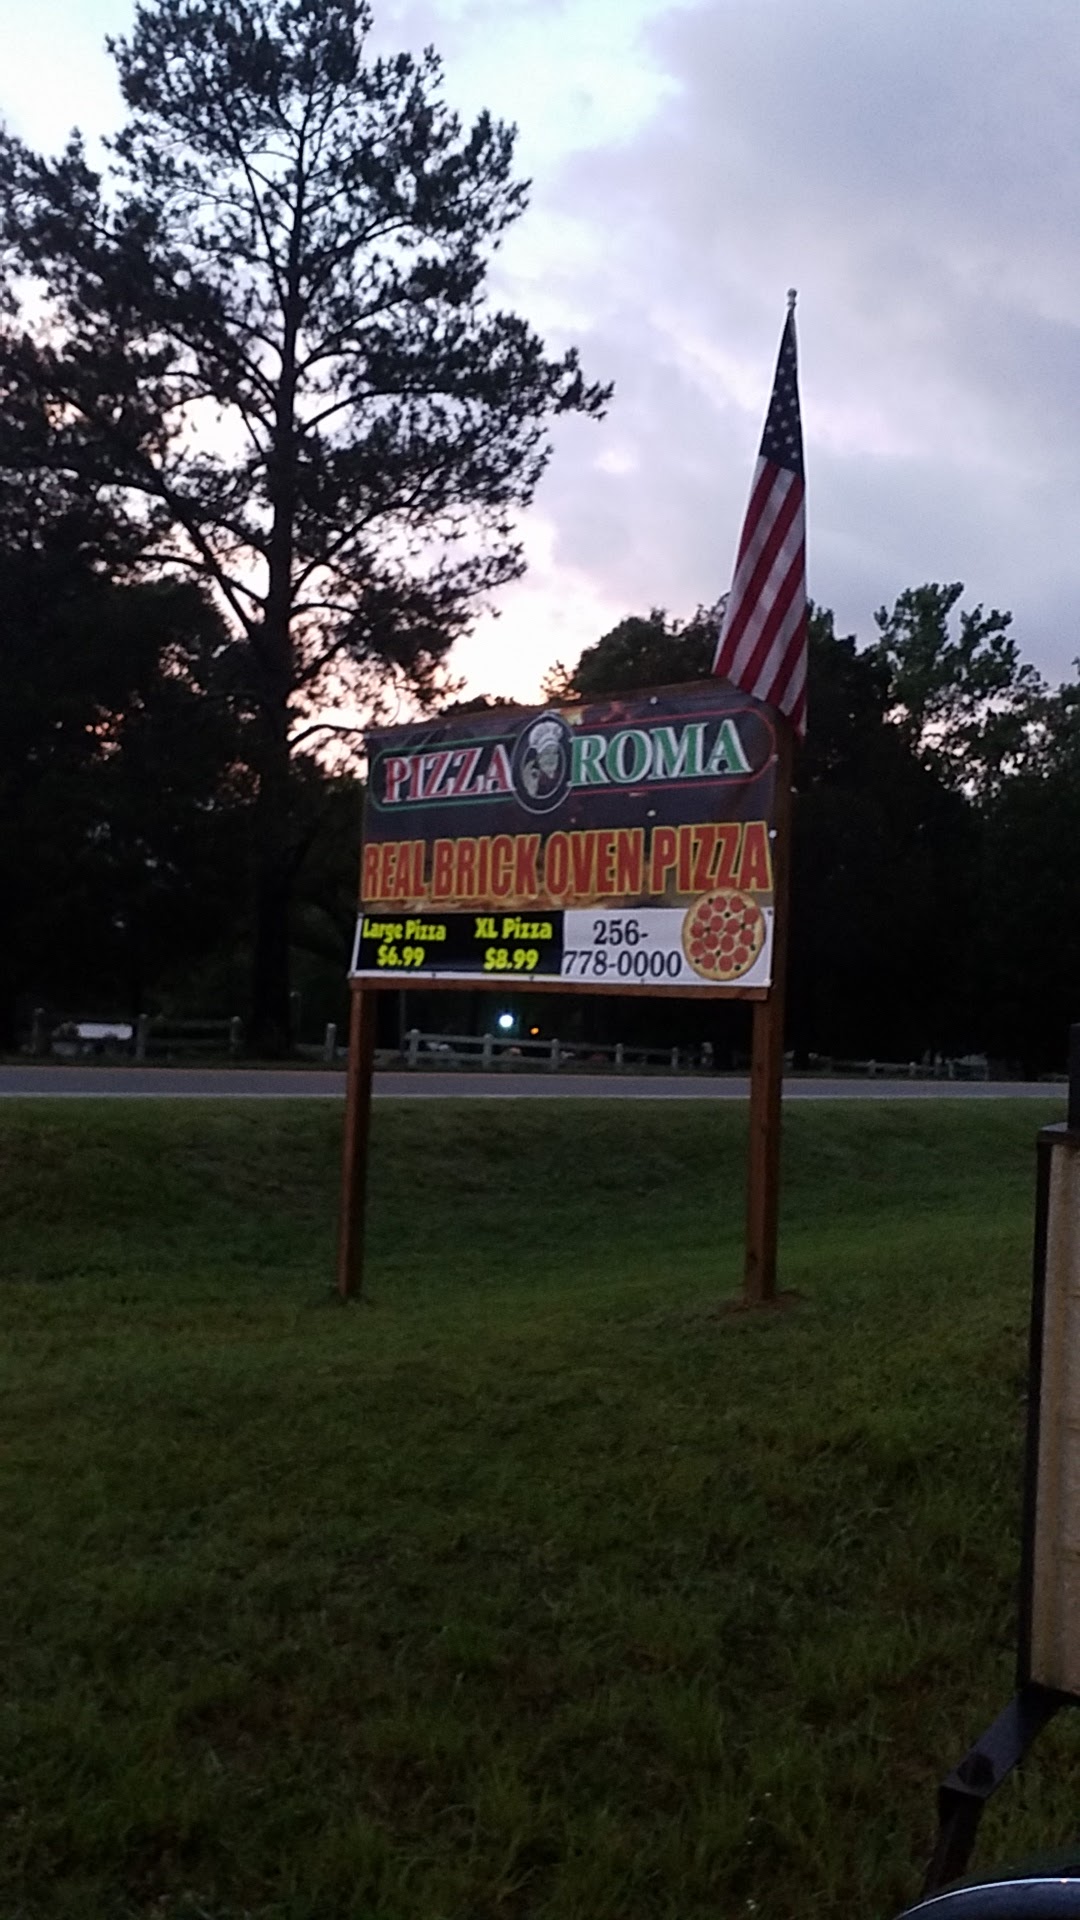 PIZZA ROMA
REAL BRICK OVEN PIZZA
Large Pizza
$6.99
XL Pizza
$8.99
256-
778-0000